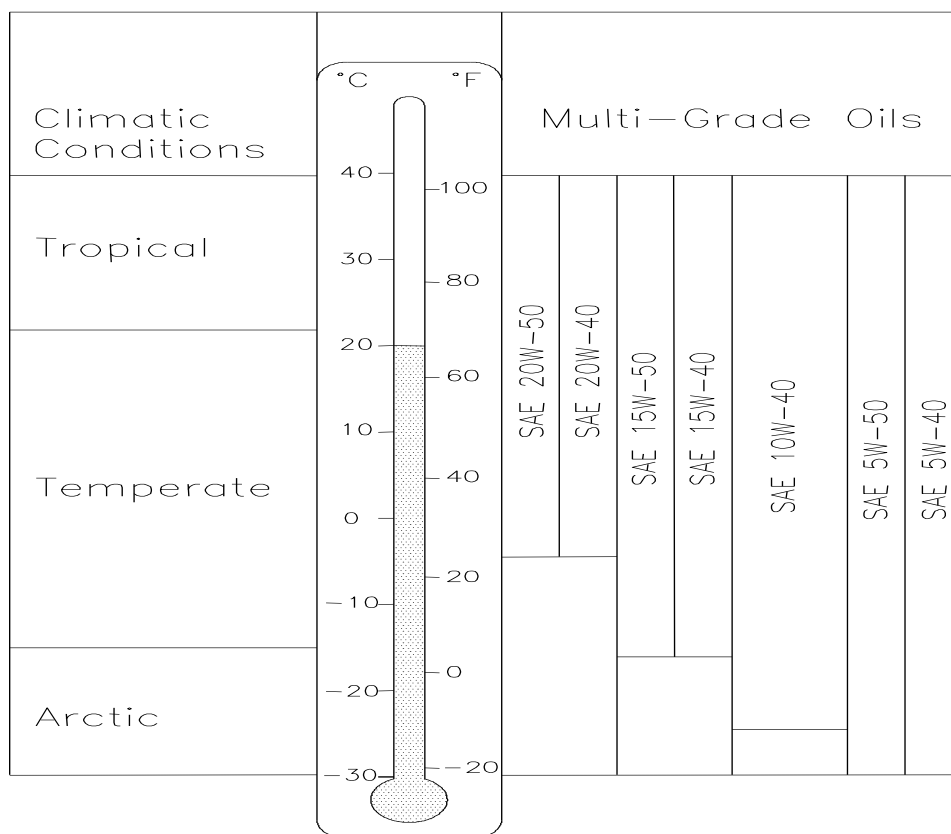 °C °F
Climatic
Conditions
Multi-Grade Oils
40
100
Tropical
30
80
20
60
10
40
Temperate
0
20
-10
0
-20
Arctic
-30
-20
SAE 20W-50
SAE 20W-40
SAE 15W-50
SAE 15W-40
SAE 10W-40
SAE 5W-50
SAE 5W-40